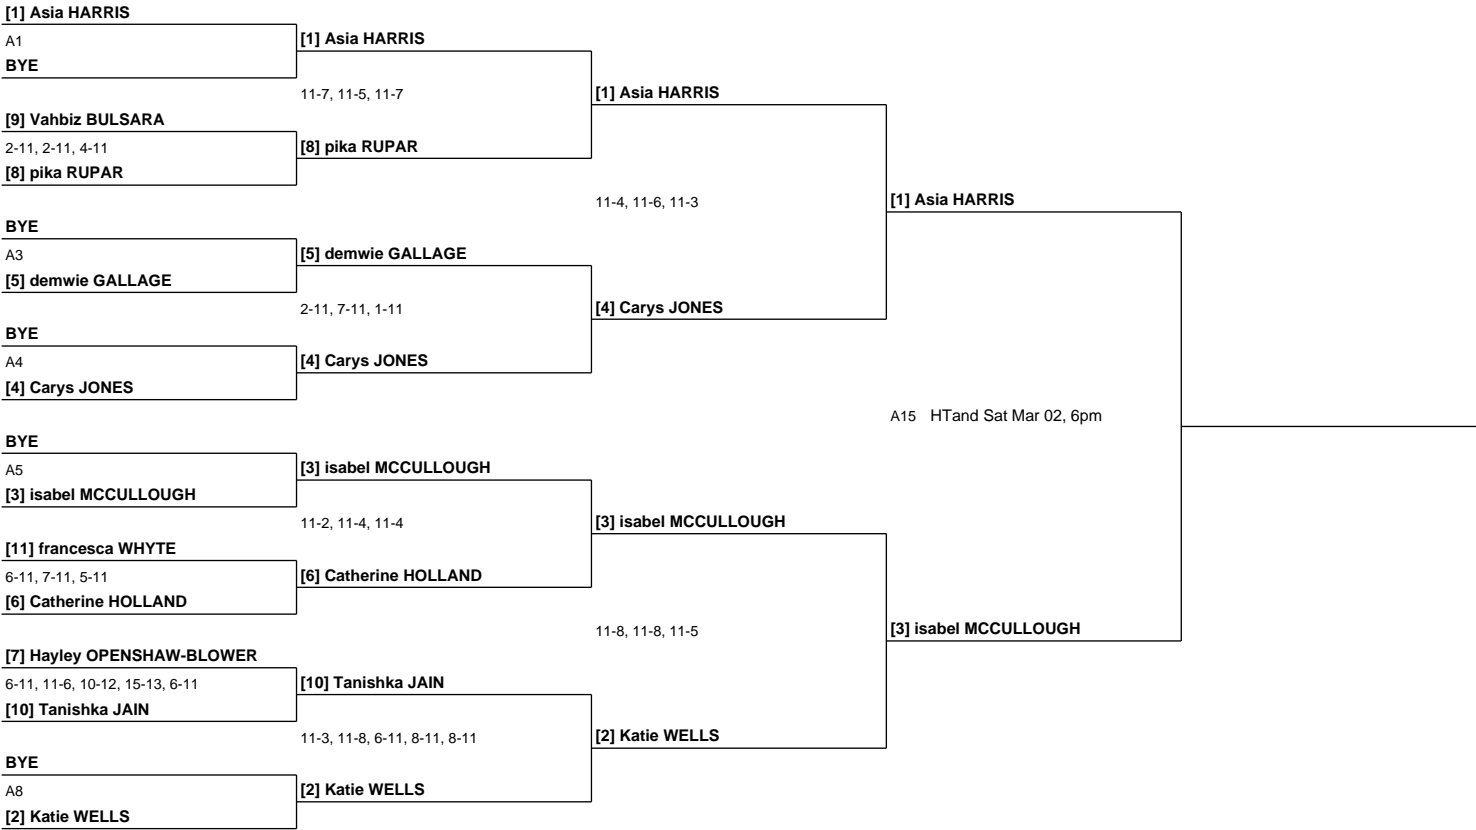 [1] Asia HARRIS
A1
BYE
[1] Asia HARRIS
11-7, 11-5, 11-7
[9] Vahbiz BULSARA
2-11, 2-11, 4-11
[8] pika RUPAR
[8] pika RUPAR
[1] Asia HARRIS
11-4, 11-6, 11-3
BYE
A3
[5] demwie GALLAGE
[5] demwie GALLAGE
2-11, 7-11, 1-11
BYE
A4
[4] Carys JONES
[4] Carys JONES
[4] Carys JONES
[1] Asia HARRIS
A15 HTand Sat Mar 02, 6pm
BYE
A5
[3] isabel MCCULLOUGH
[3] isabel MCCULLOUGH
11-2, 11-4, 11-4
[11] francesca WHYTE
6-11, 7-11, 5-11
[6] Catherine HOLLAND
[6] Catherine HOLLAND
[3] isabel MCCULLOUGH
11-8, 11-8, 11-5
[7] Hayley OPENSHAW-BLOWER
6-11, 11-6, 10-12, 15-13, 6-11
[10] Tanishka JAIN
[10] Tanishka JAIN
11-3, 11-8, 6-11, 8-11, 8-11
BYE
A8
[2] Katie WELLS
[2] Katie WELLS
[2] Katie WELLS
[3] isabel MCCULLOUGH